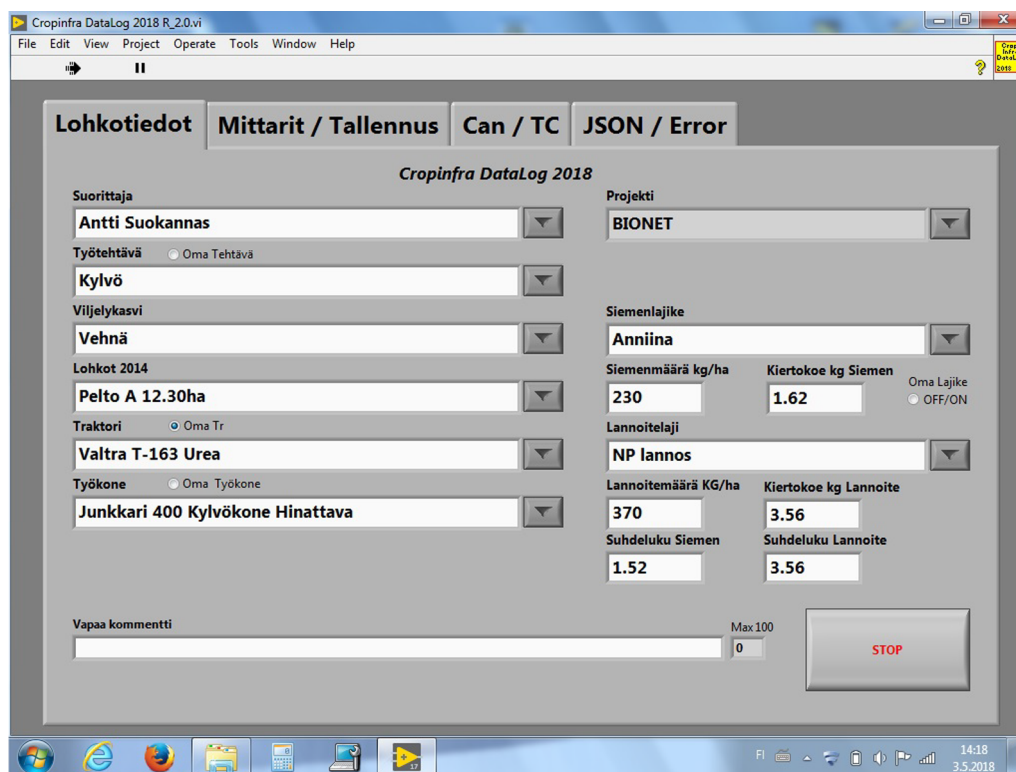 Cropinfra DataLog 2018 R_2.0.vi
File Edit View Project Operate Tools Window Help
Crop
Infra
DataL
2018
Lohkotiedot
Mittarit / Tallennus
Can / TC
JSON / Error
Cropinfra DataLog 2018
Suorittaja
Antti Suokannas
Työtehtävä Oma Tehtävä
Kylvö
Viljelykasvi
Vehnä
Lohkot 2014
Pelto A 12.30ha
Traktori Oma Tr
Valtra T-163 Urea
Työkone Oma Työkone
Junkkari 400 Kylvökone Hinattava
Projekti
BIONET
Siemenlajike
Anniina
Siemenmäärä kg/ha Kiertokoe kg Siemen
230 1.62
Oma Lajike
OFF/ON
Lannoitelaji
NP lannos
Lannoitemäärä KG/ha Kiertokoe kg Lannoite
370 3.56
Suhdeluku Siemen Suhdeluku Lannoite
1.52 3.56
Vapaa kommentti
Max 100
0
STOP
17
FI
14:18
3.5.2018